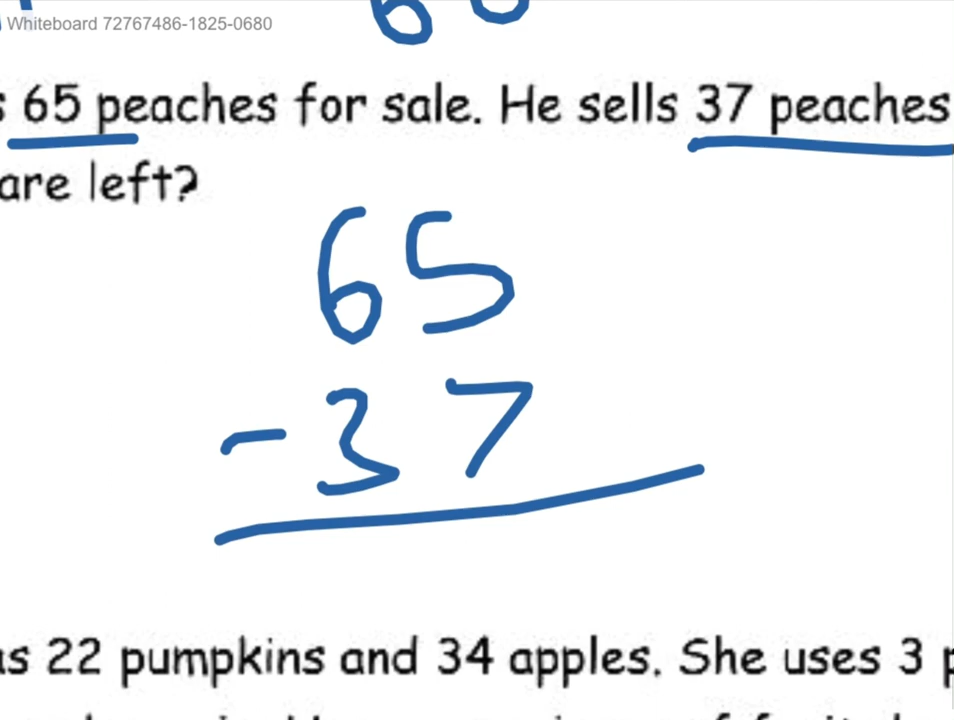 Whiteboard 72767486-1825-0680
65 peaches for sale. He sells 37 peaches
are left?
65
- 37
22 pumpkins and 34 apples. She uses 3